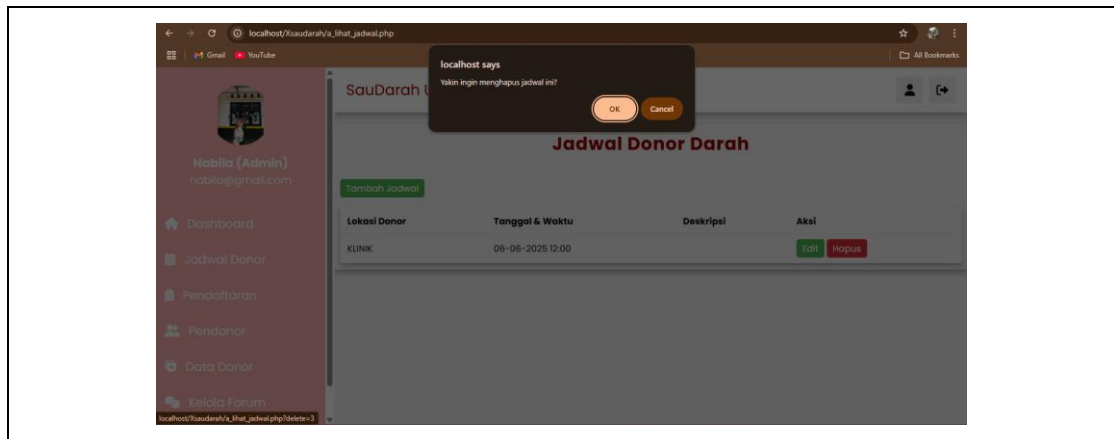 localhost/Xsaudarah/a_lihat_jadwal.php
Gmail YouTube All Bookmarks
localhost says
Yakin ingin menghapus jadwal ini?
OK Cancel
SauDarah
Jadwal Donor Darah
Nabila (Admin)
nabila@gmail.com
Tambah Jadwal
Lokasi Donor Tanggal & Waktu Deskripsi Aksi
KLINIK 06-06-2025 12:00 Edit Hapus
Dashboard
Jadwal Donor
Pendaftaran
Pendonor
Data Donor
Kelola Forum
localhost/Xsaudarah/a_lihat_jadwal.php?delete=3